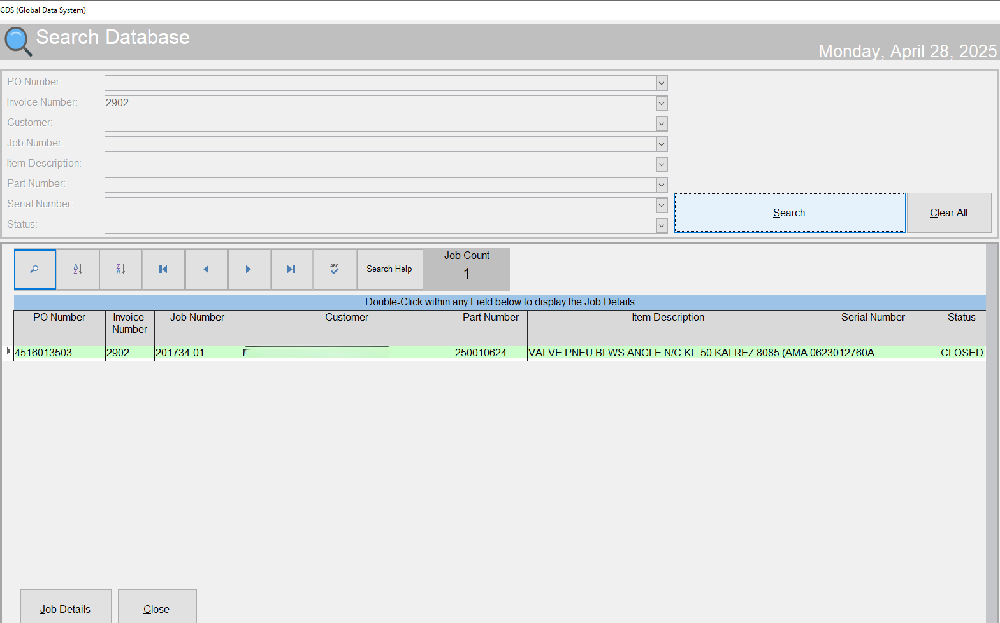 GDS (Global Data System)
Search Database
Monday, April 28, 2025
PO Number:
Invoice Number: 2902
Customer:
Job Number:
Item Description:
Part Number:
Serial Number:
Status:
Search
Clear All
A Z
Z A
ABC
Search Help
Job Count
1
Double-Click within any Field below to display the Job Details
PO Number Invoice Number Job Number Customer Part Number Item Description Serial Number Status
4516013503 2902 201734-01 250010624 VALVE PNEU BLWS ANGLE N/C KF-50 KALREZ 8085 (AMA 0623012760A CLOSED
Job Details
Close